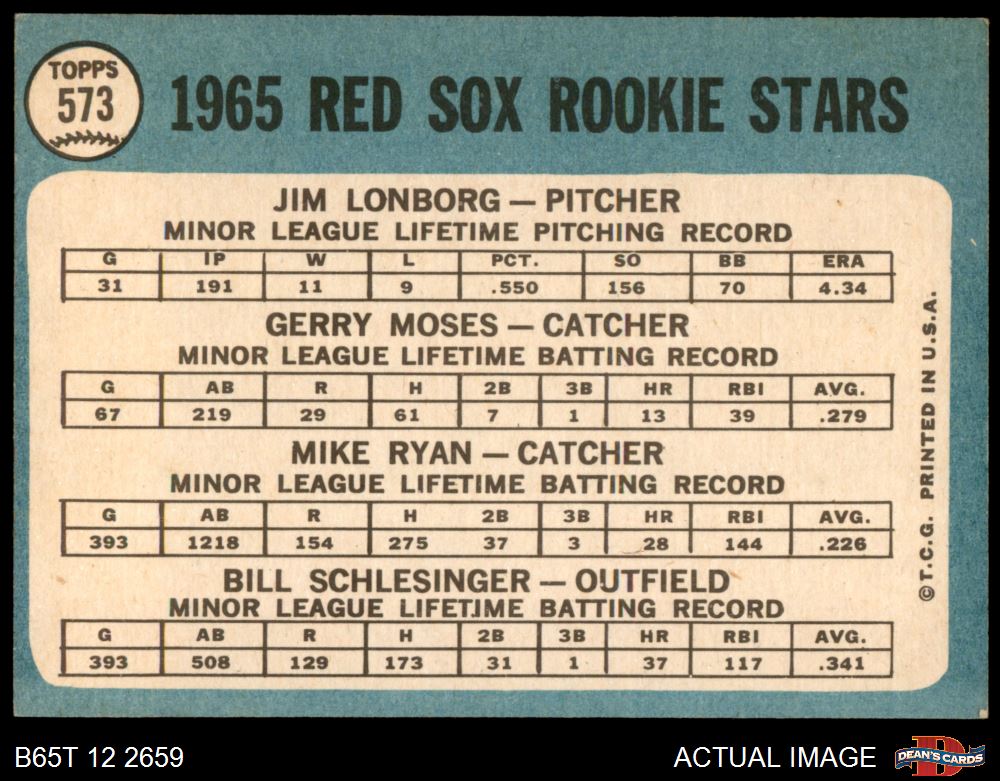 TOPPS
573
1965 RED SOX ROOKIE STARS
JIM LONBORG — PITCHER
MINOR LEAGUE LIFETIME PITCHING RECORD
G IP W L PCT. SO BB ERA
31 191 11 9 .550 156 70 4.34
GERRY MOSES — CATCHER
MINOR LEAGUE LIFETIME BATTING RECORD
G AB R H 2B 3B HR RBI AVG.
67 219 29 61 7 1 13 39 .279
MIKE RYAN — CATCHER
MINOR LEAGUE LIFETIME BATTING RECORD
G AB R H 2B 3B HR RBI AVG.
393 1218 154 275 37 3 28 144 .226
BILL SCHLESINGER — OUTFIELD
MINOR LEAGUE LIFETIME BATTING RECORD
G AB R H 2B 3B HR RBI AVG.
393 508 129 173 31 1 37 117 .341
© T.C.G. PRINTED IN U.S.A.
B65T 12 2659
ACTUAL IMAGE
D
DEAN'S CARDS